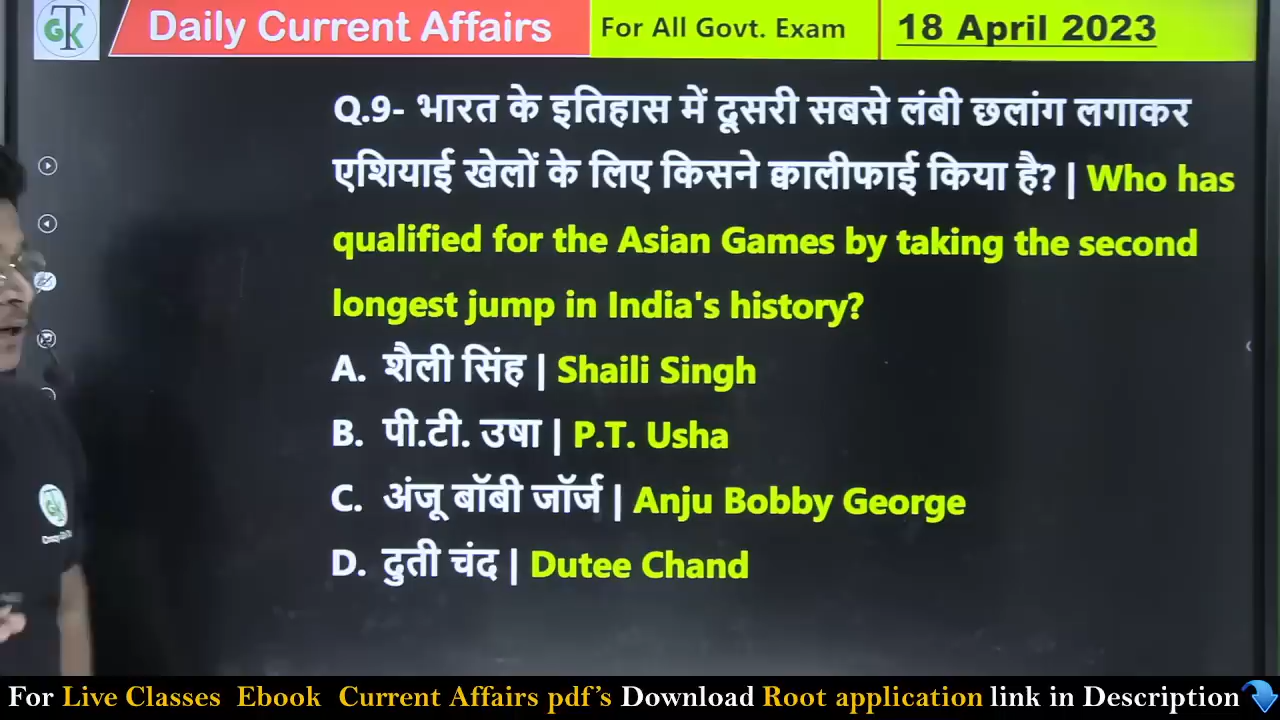 GTK
Daily Current Affairs
For All Govt. Exam
18 April 2023
Q.9- भारत के इतिहास में दूसरी सबसे लंबी छलांग लगाकर
एशियाई खेलों के लिए किसने क्वालीफाई किया है? | Who has
qualified for the Asian Games by taking the second
longest jump in India's history?
A. शैली सिंह | Shaili Singh
B. पी.टी. उषा | P.T. Usha
C. अंजू बॉबी जॉर्ज | Anju Bobby George
D. दुती चंद | Dutee Chand
For Live Classes Ebook Current Affairs pdf's Download Root application link in Description